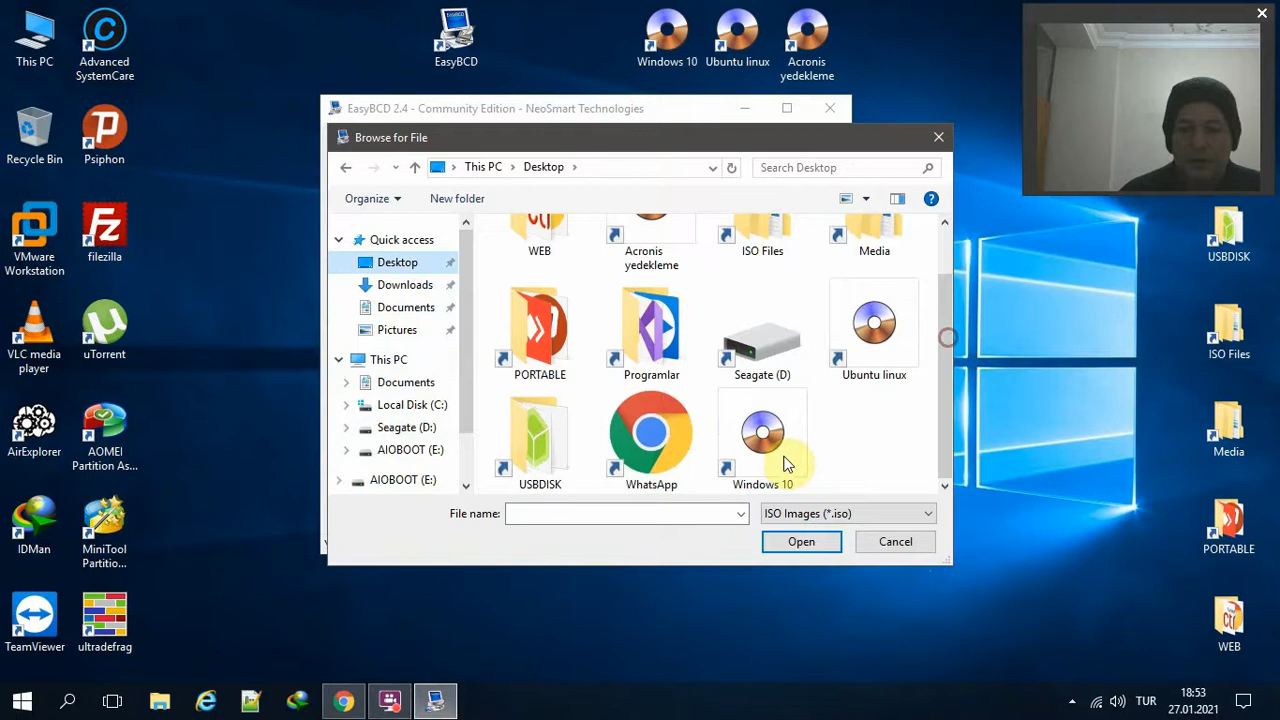 This PC
Advanced
SystemCare
EasyBCD
Windows 10
Ubuntu linux
Acronis
yedekleme
Recycle Bin
Psiphon
VMware
Workstation
filezilla
VLC media
player
uTorrent
AirExplorer
AOMEI
Partition As...
IDMan
MiniTool
Partitio...
TeamViewer
ultradefrag
EasyBCD 2.4 - Community Edition - NeoSmart Technologies
Browse for File
This PC > Desktop >
Search Desktop
Organize
New folder
Quick access
Desktop
Downloads
Documents
Pictures
This PC
Documents
Local Disk (C:)
Seagate (D:)
AIOBOOT (E:)
AIOBOOT (E:)
WEB
Acronis
yedekleme
ISO Files
Media
PORTABLE
Programlar
Seagate (D)
Ubuntu linux
USBDISK
WhatsApp
Windows 10
File name:
ISO Images (*.iso)
Open
Cancel
USBDISK
ISO Files
Media
PORTABLE
WEB
TUR
18:53
27.01.2021